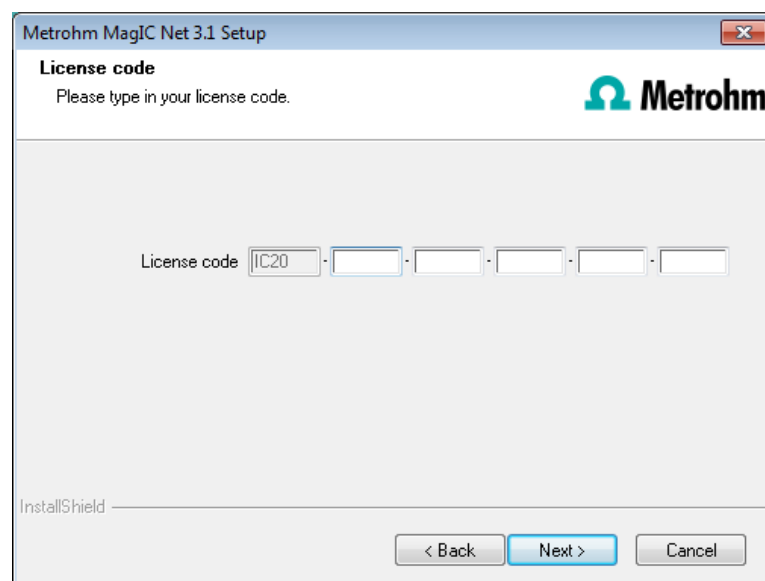 Metrohm MagIC Net 3.1 Setup
License code
Please type in your license code.
Metrohm
License code IC20 - - - - -
InstallShield
< Back Next > Cancel